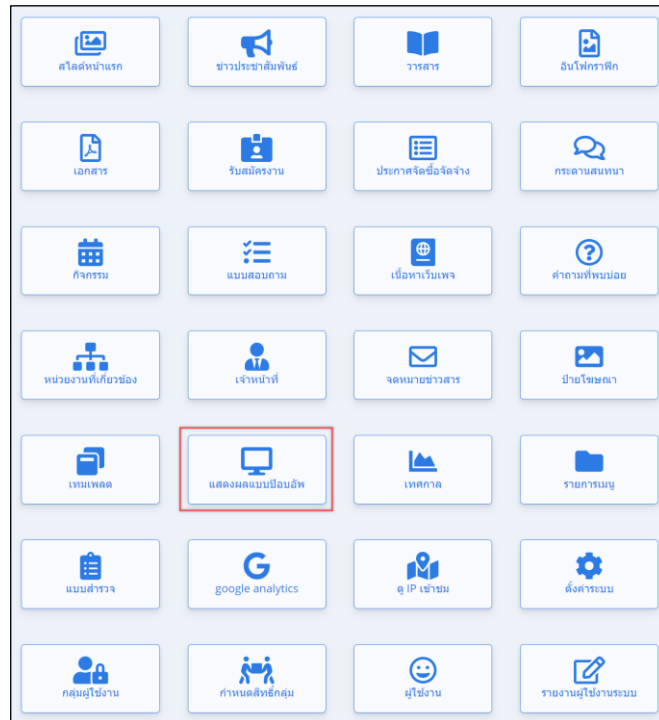 สไลด์หน้าแรก
ข่าวประชาสัมพันธ์
วารสาร
อินโฟกราฟิก
เอกสาร
รับสมัครงาน
ประกาศจัดซื้อจัดจ้าง
กระดานสนทนา
กิจกรรม
แบบสอบถาม
เนื้อหาเว็บเพจ
คำถามที่พบบ่อย
หน่วยงานที่เกี่ยวข้อง
เจ้าหน้าที่
จดหมายข่าวสาร
ป้ายโฆษณา
เทมเพลต
แสดงผลแบบป๊อบอัพ
เทศกาล
รายการเมนู
แบบสำรวจ
google analytics
ดู IP เข้าชม
ตั้งค่าระบบ
กลุ่มผู้ใช้งาน
กำหนดสิทธิ์กลุ่ม
ผู้ใช้งาน
รายงานผู้ใช้งานระบบ